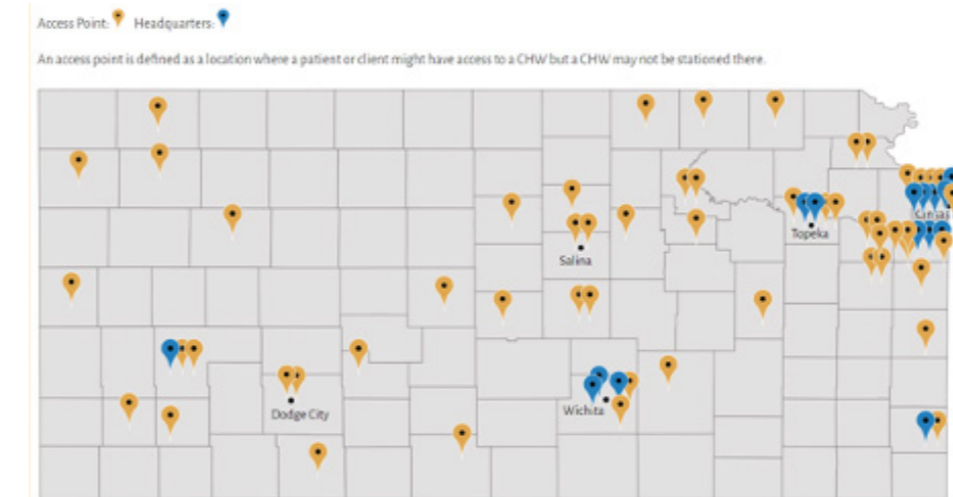 Access Point: Headquarters:
An access point is defined as a location where a patient or client might have access to a CHW but a CHW may not be stationed there.
Topeka
Salina
Wichita
Dodge City